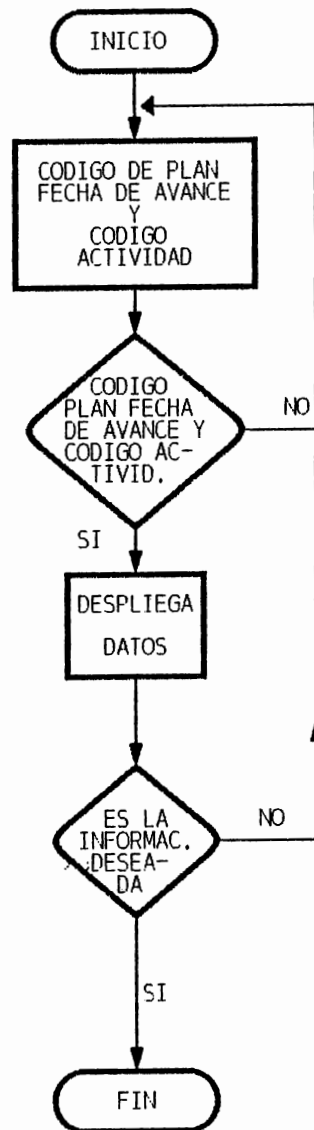 INICIO
CODIGO DE PLAN
FECHA DE AVANCE
Y
CODIGO
ACTIVIDAD
CODIGO
PLAN FECHA
DE AVANCE Y
CODIGO AC-
TIVID.
NO
SI
DESPLIEGA
DATOS
ES LA
INFORMAC.
DESEA-
DA
NO
SI
FIN